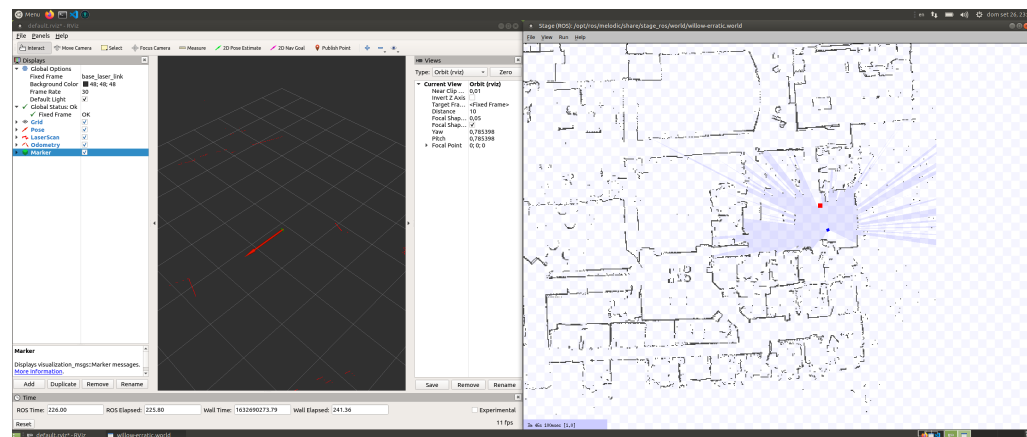 Menu
en
dom set 26, 23:
default.rviz* - RViz
Stage (ROS): /opt/ros/melodic/share/stage_ros/world/willow-erratic.world
File Panels Help
File View Run Help
Interact Move Camera Select Focus Camera Measure 2D Pose Estimate 2D Nav Goal Publish Point
Displays
Global Options
Fixed Frame base_laser_link
Background Color 48; 48; 48
Frame Rate 30
Default Light
Global Status: Ok
Fixed Frame OK
Grid
Pose
LaserScan
Odometry
Marker
Marker
Displays visualization_msgs::Marker messages.
More Information.
Add Duplicate Remove Rename
Views
Type: Orbit (rviz) Zero
Current View Orbit (rviz)
Near Clip ... 0,01
Invert Z Axis
Target Fra... <Fixed Frame>
Distance 10
Focal Shap... 0,05
Focal Shap...
Yaw 0,785398
Pitch 0,785398
Focal Point 0; 0; 0
Save Remove Rename
Time
ROS Time: 226.00 ROS Elapsed: 225.80 Wall Time: 1632690273.79 Wall Elapsed: 241.36 Experimental
Reset 11 fps
default.rviz* - RViz willow-erratic.world